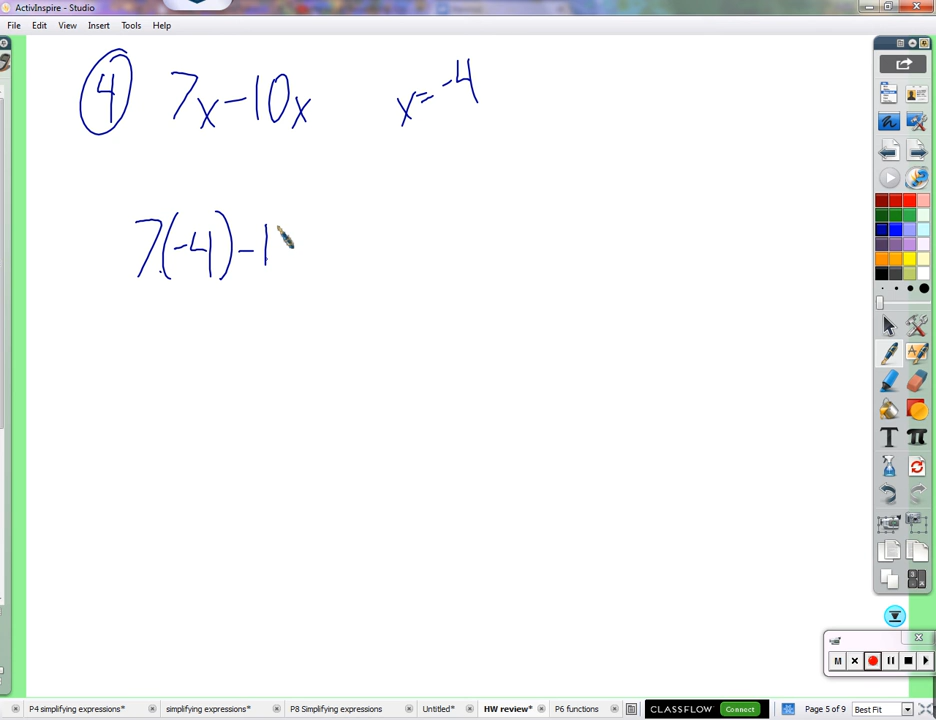 ActivInspire - Studio
File Edit View Insert Tools Help
4 7x-10x x=-4
7(-4)-1
M
P4 simplifying expressions* simplifying expressions* P8 Simplifying expressions Untitled* HW review* P6 functions CLASSFLOW Connect Page 5 of 9 Best Fit